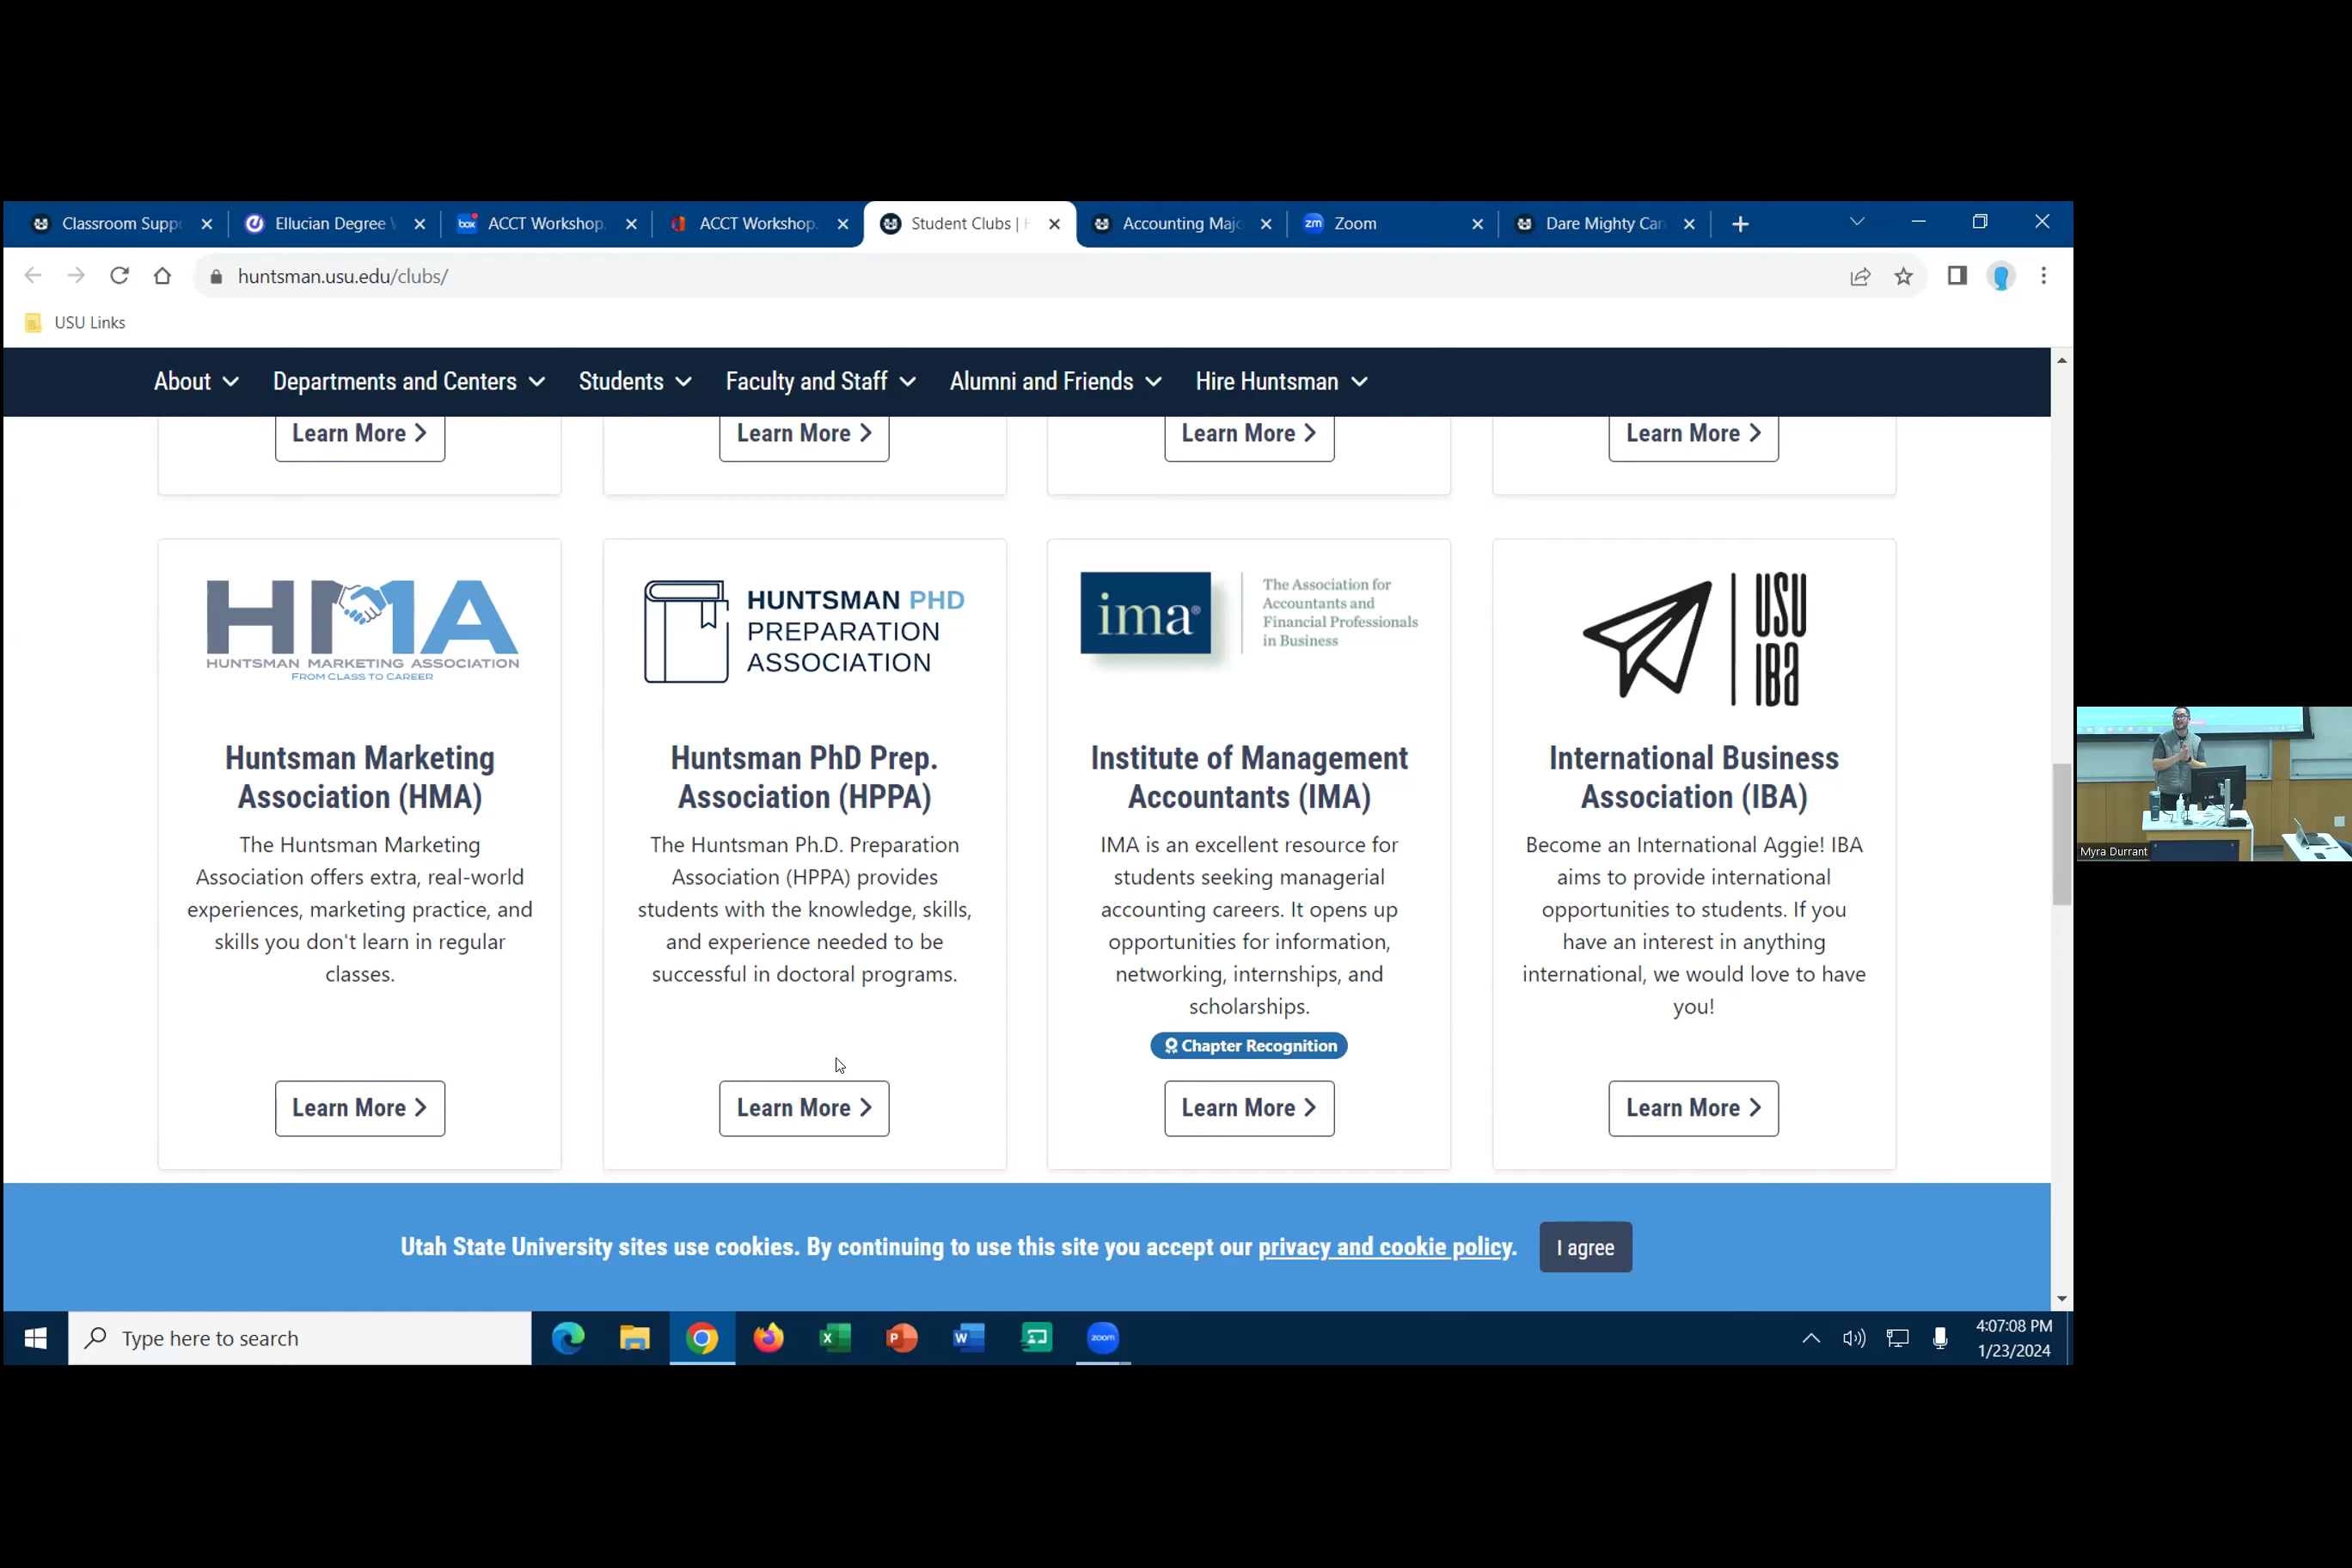 Classroom Supp
Ellucian Degree
ACCT Workshop.
ACCT Workshop.
Student Clubs |
Accounting Maj
zm Zoom
Dare Mighty Car
huntsman.usu.edu/clubs/
USU Links
About
Departments and Centers
Students
Faculty and Staff
Alumni and Friends
Hire Huntsman
Learn More
Learn More
Learn More
Learn More
HMA
HUNTSMAN MARKETING ASSOCIATION
FROM CLASS TO CAREER
Huntsman Marketing
Association (HMA)
The Huntsman Marketing
Association offers extra, real-world
experiences, marketing practice, and
skills you don't learn in regular
classes.
Learn More
HUNTSMAN PHD
PREPARATION
ASSOCIATION
Huntsman PhD Prep.
Association (HPPA)
The Huntsman Ph.D. Preparation
Association (HPPA) provides
students with the knowledge, skills,
and experience needed to be
successful in doctoral programs.
Learn More
ima®
The Association for
Accountants and
Financial Professionals
in Business
Institute of Management
Accountants (IMA)
IMA is an excellent resource for
students seeking managerial
accounting careers. It opens up
opportunities for information,
networking, internships, and
scholarships.
Chapter Recognition
Learn More
USU
IBA
International Business
Association (IBA)
Become an International Aggie! IBA
aims to provide international
opportunities to students. If you
have an interest in anything
international, we would love to have
you!
Learn More
Myra Durrant
Utah State University sites use cookies. By continuing to use this site you accept our privacy and cookie policy.
I agree
Type here to search
zoom
4:07:08 PM
1/23/2024